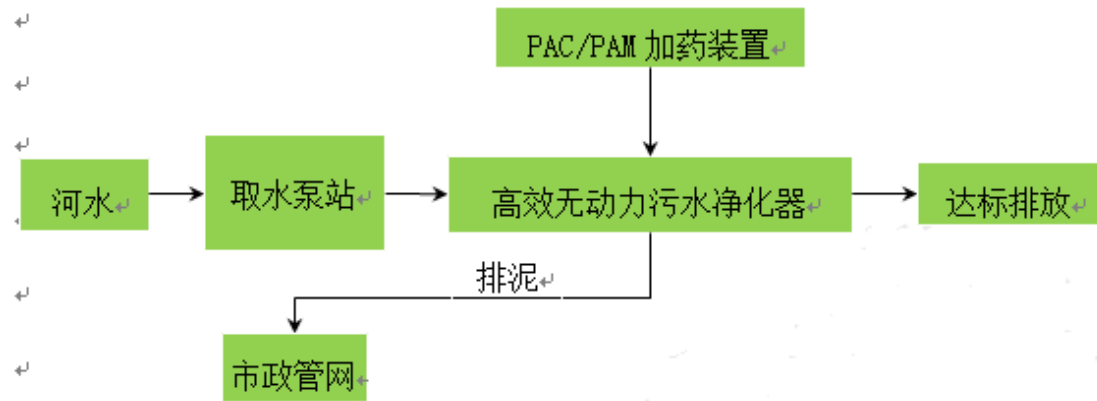 PAC/PAM 加药装置
河水
取水泵站
高效无动力污水净化器
达标排放
排泥
市政管网